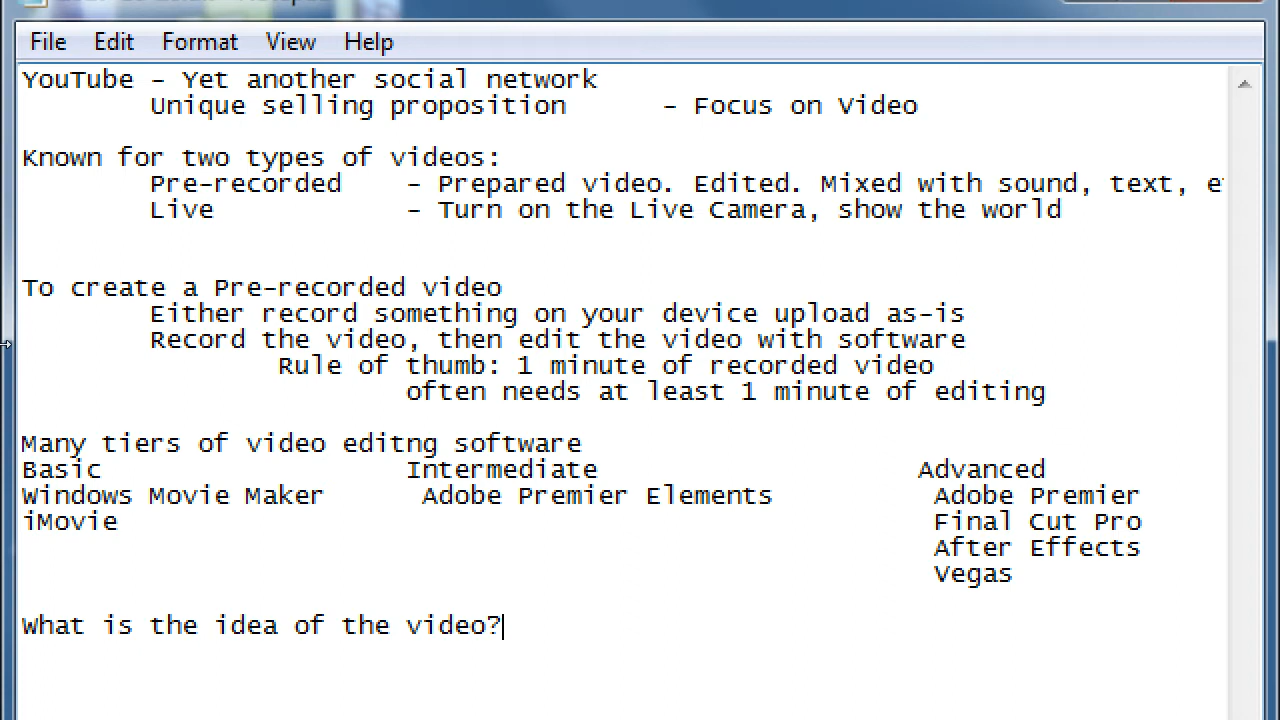 File Edit Format View Help
YouTube - Yet another social network
Unique selling proposition - Focus on Video
Known for two types of videos:
Pre-recorded - Prepared video. Edited. Mixed with sound, text,
Live - Turn on the Live Camera, show the world
To create a Pre-recorded video
Either record something on your device upload as-is
Record the video, then edit the video with software
Rule of thumb: 1 minute of recorded video
often needs at least 1 minute of editing
Many tiers of video editng software
Basic Intermediate Advanced
Windows Movie Maker Adobe Premier Elements Adobe Premier
iMovie Final Cut Pro
After Effects
Vegas
What is the idea of the video?